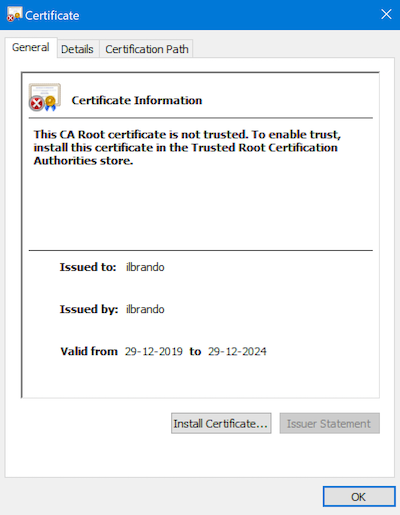 Certificate
General Details Certification Path
Certificate Information
This CA Root certificate is not trusted. To enable trust,
install this certificate in the Trusted Root Certification
Authorities store.
Issued to: ilbrando
Issued by: ilbrando
Valid from 29-12-2019 to 29-12-2024
Install Certificate... Issuer Statement
OK